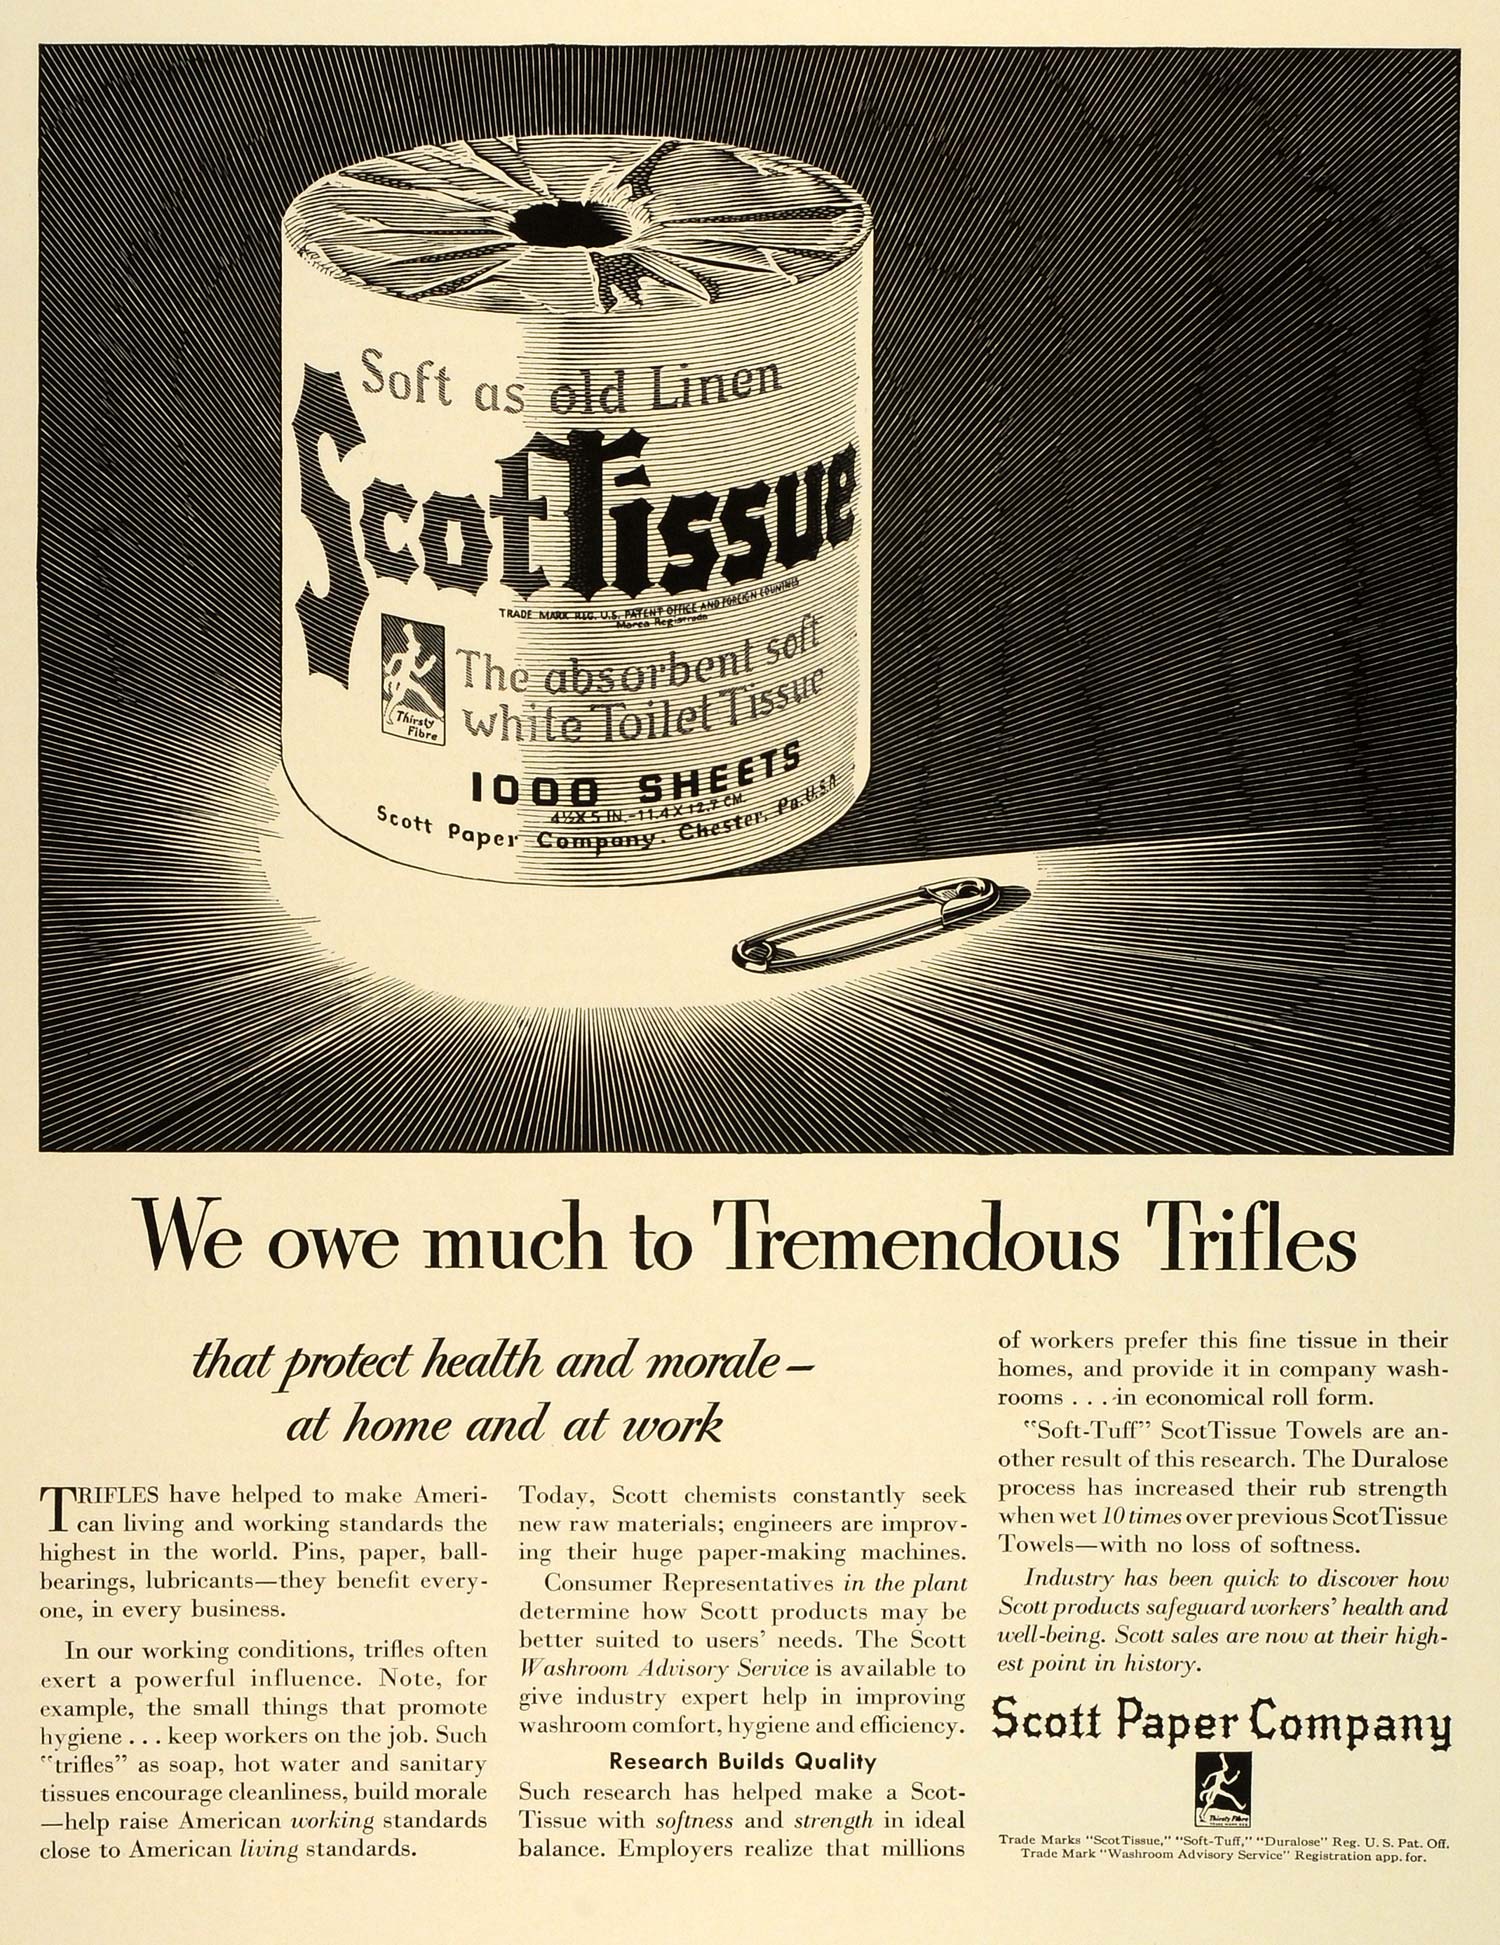 Soft as old Linen
ScotTissue
TRADE MARK REG. U.S. PATENT OFFICE AND FOREIGN COUNTRIES
Marca Registrada
Thirsty
Fibre
The absorbent soft
white Toilet Tissue
1000 SHEETS
4½ X 5 IN.-11.4 X 12.7 CM.
Scott Paper Company. Chester, Pa. U.S.A.
We owe much to Tremendous Trifles
that protect health and morale –
at home and at work
TRIFLES have helped to make Ameri-
can living and working standards the
highest in the world. Pins, paper, ball-
bearings, lubricants—they benefit every-
one, in every business.
In our working conditions, trifles often
exert a powerful influence. Note, for
example, the small things that promote
hygiene . . . keep workers on the job. Such
“trifles” as soap, hot water and sanitary
tissues encourage cleanliness, build morale
—help raise American working standards
close to American living standards.
Today, Scott chemists constantly seek
new raw materials; engineers are improv-
ing their huge paper-making machines.
Consumer Representatives in the plant
determine how Scott products may be
better suited to users’ needs. The Scott
Washroom Advisory Service is available to
give industry expert help in improving
washroom comfort, hygiene and efficiency.
Research Builds Quality
Such research has helped make a Scot-
Tissue with softness and strength in ideal
balance. Employers realize that millions
of workers prefer this fine tissue in their
homes, and provide it in company wash-
rooms . . . in economical roll form.
“Soft-Tuff” ScotTissue Towels are an-
other result of this research. The Duralose
process has increased their rub strength
when wet 10 times over previous ScotTissue
Towels—with no loss of softness.
Industry has been quick to discover how
Scott products safeguard workers’ health and
well-being. Scott sales are now at their high-
est point in history.
Scott Paper Company
Thirsty Fibre
Trade Marks “ScotTissue,” “Soft-Tuff,” “Duralose” Reg. U. S. Pat. Off.
Trade Mark “Washroom Advisory Service” Registration app. for.